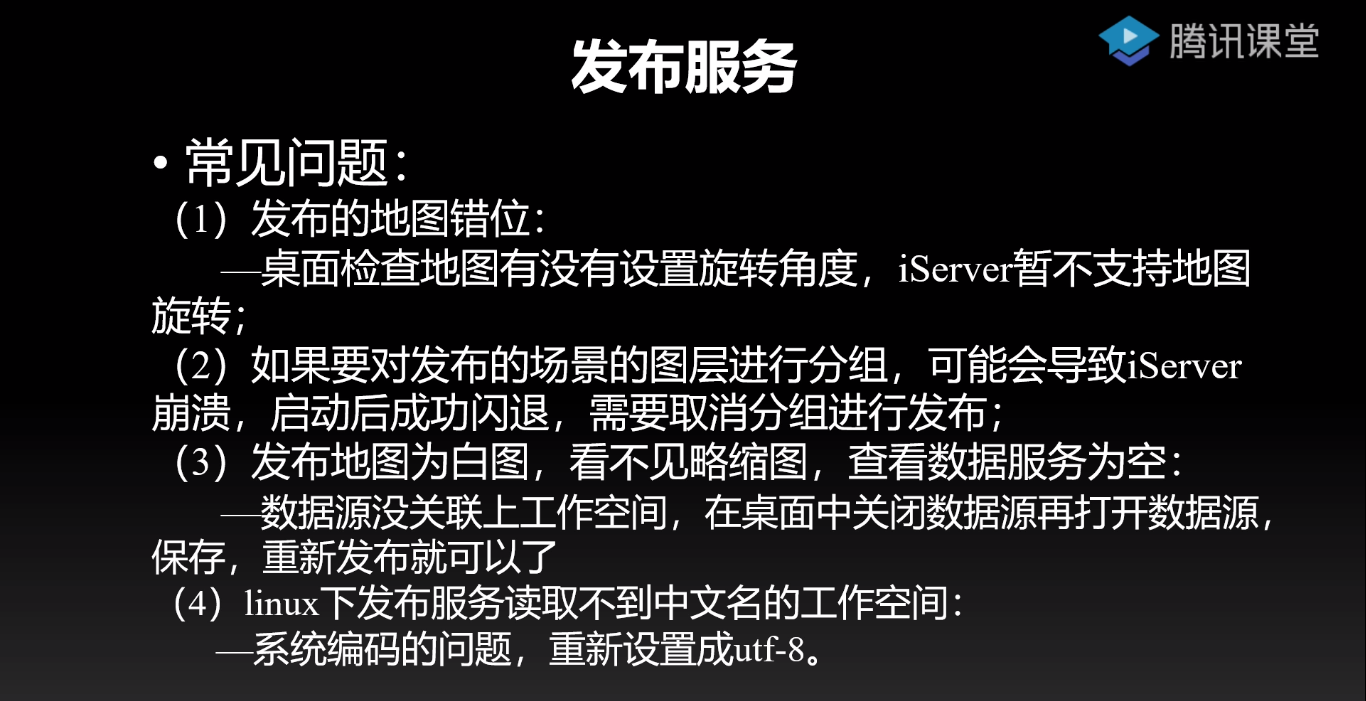 腾讯课堂
发布服务
• 常见问题：
（1）发布的地图错位：
—桌面检查地图有没有设置旋转角度，iServer暂不支持地图
旋转；
（2）如果要对发布的场景的图层进行分组，可能会导致iServer
崩溃，启动后成功闪退，需要取消分组进行发布；
（3）发布地图为白图，看不见略缩图，查看数据服务为空：
—数据源没关联上工作空间，在桌面中关闭数据源再打开数据源，
保存，重新发布就可以了
（4）linux下发布服务读取不到中文名的工作空间：
—系统编码的问题，重新设置成utf-8。